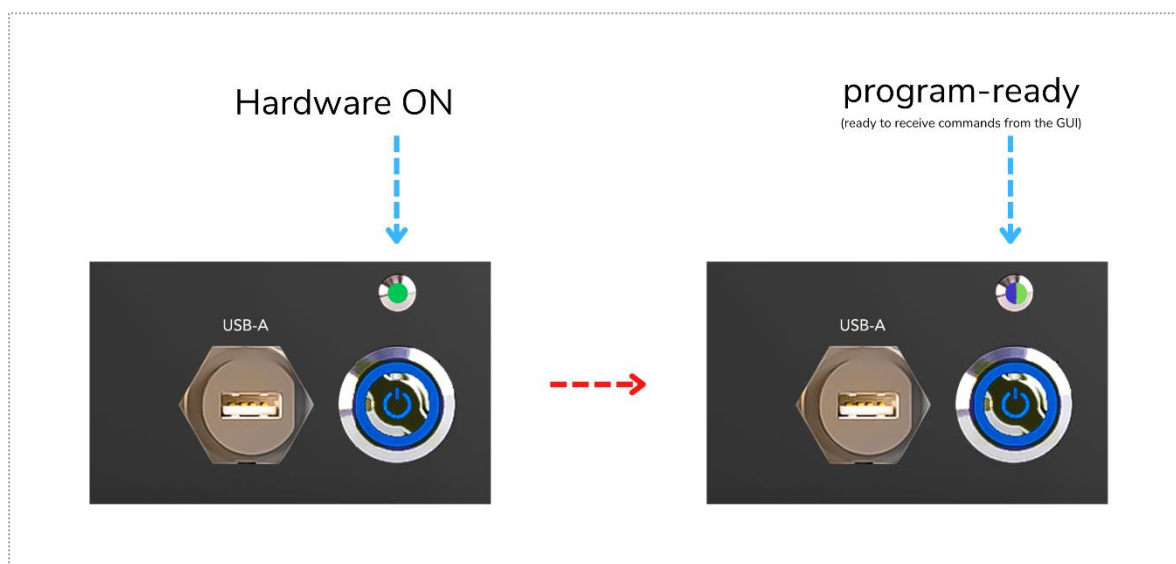 Hardware ON
program-ready
(ready to receive commands from the GUI)
USB-A
USB-A